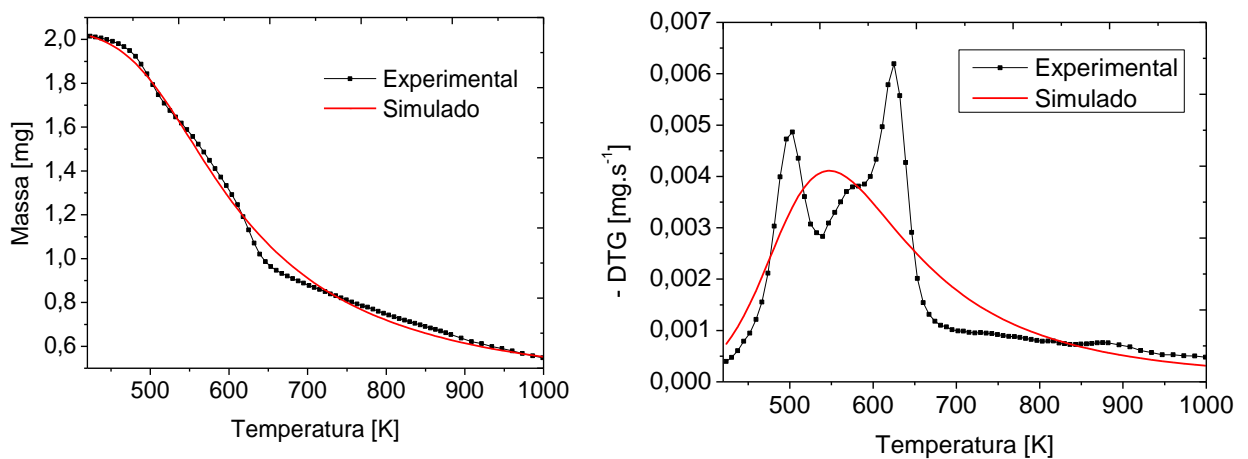 Massa [mg]
2,0
1,8
1,6
1,4
1,2
1,0
0,8
0,6
Experimental
Simulado
500 600 700 800 900 1000
Temperatura [K]
- DTG [mg.s⁻¹]
0,007
0,006
0,005
0,004
0,003
0,002
0,001
0,000
Experimental
Simulado
500 600 700 800 900 1000
Temperatura [K]